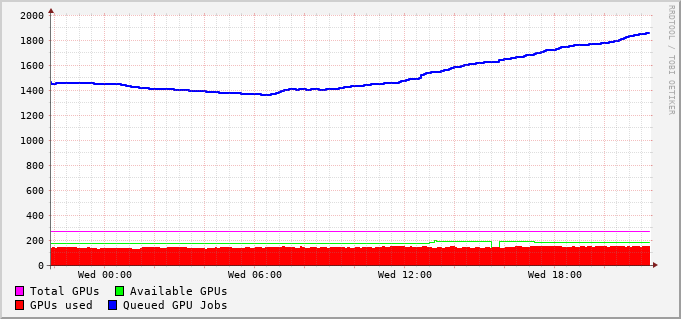 2000
1800
1600
1400
1200
1000
800
600
400
200
0
Wed 00:00 Wed 06:00 Wed 12:00 Wed 18:00
Total GPUs Available GPUs
GPUs used Queued GPU Jobs
RRDTOOL / TOBI OETIKER